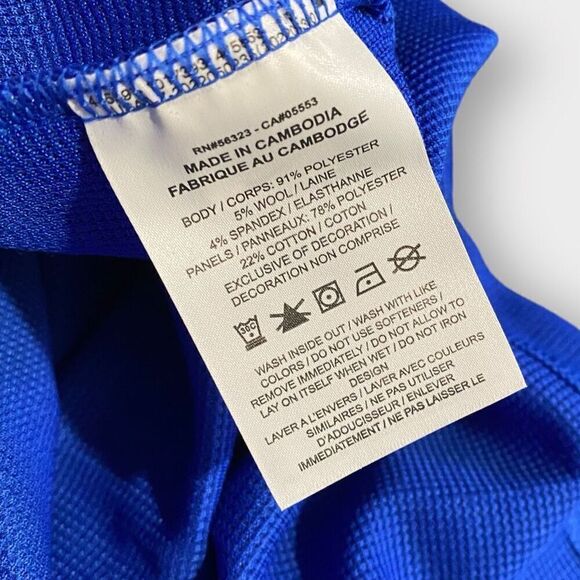 RN#56323 - CA#05553
MADE IN CAMBODIA
FABRIQUE AU CAMBODGE
BODY / CORPS: 91% POLYESTER
5% WOOL / LAINE
4% SPANDEX / ELASTHANNE
PANELS / PANNEAUX: 78% POLYESTER
22% COTTON / COTON
EXCLUSIVE OF DECORATION /
DECORATION NON COMPRISE
30C
WASH INSIDE OUT / WASH WITH LIKE
COLORS / DO NOT USE SOFTENERS /
REMOVE IMMEDIATELY / DO NOT ALLOW TO
LAY ON ITSELF WHEN WET / DO NOT IRON
DESIGN
LAVER A L'ENVERS / LAVER AVEC COULEURS
SIMILAIRES / NE PAS UTILISER
D'ADOUCISSEUR / ENLEVER
IMMEDIATEMENT / NE PAS LAISSER LE